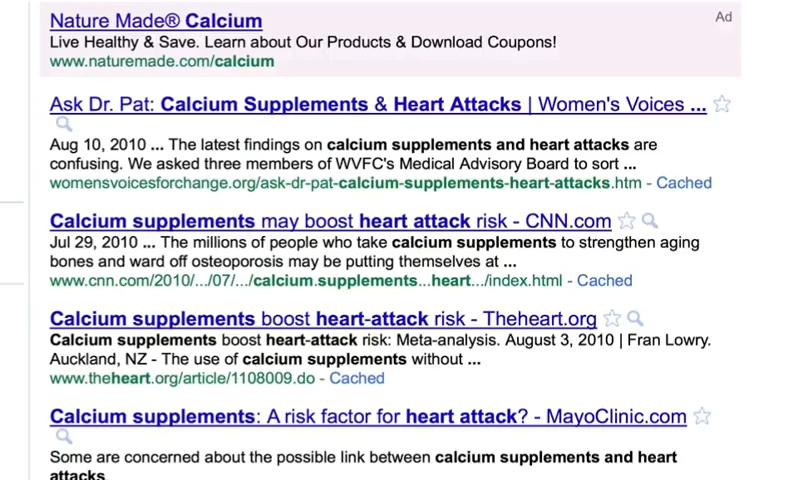 Nature Made® Calcium
Ad
Live Healthy & Save. Learn about Our Products & Download Coupons!
www.naturemade.com/calcium
Ask Dr. Pat: Calcium Supplements & Heart Attacks | Women's Voices ...
Aug 10, 2010 ... The latest findings on calcium supplements and heart attacks are
confusing. We asked three members of WVFC's Medical Advisory Board to sort ...
womensvoicesforchange.org/ask-dr-pat-calcium-supplements-heart-attacks.htm - Cached
Calcium supplements may boost heart attack risk - CNN.com
Jul 29, 2010 ... The millions of people who take calcium supplements to strengthen aging
bones and ward off osteoporosis may be putting themselves at ...
www.cnn.com/2010/.../07/.../calcium.supplements...heart.../index.html - Cached
Calcium supplements boost heart-attack risk - Theheart.org
Calcium supplements boost heart-attack risk: Meta-analysis. August 3, 2010 | Fran Lowry.
Auckland, NZ - The use of calcium supplements without ...
www.theheart.org/article/1108009.do - Cached
Calcium supplements: A risk factor for heart attack? - MayoClinic.com
Some are concerned about the possible link between calcium supplements and heart
attacks.